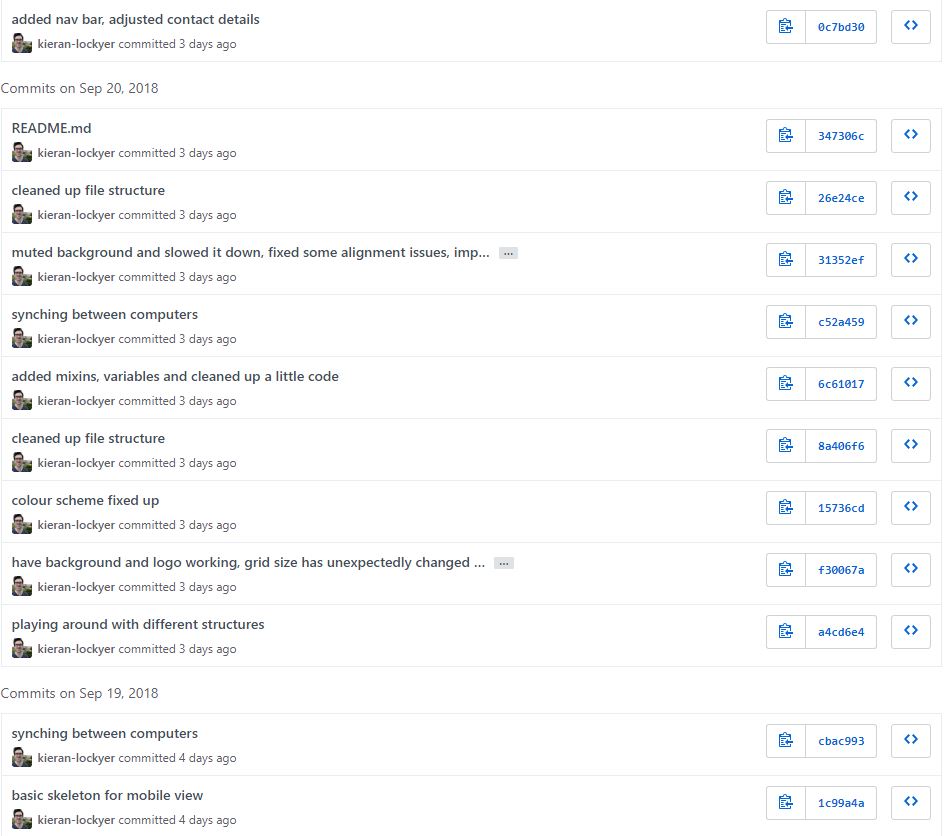 added nav bar, adjusted contact details
0c7bd30
kieran-lockyer committed 3 days ago
Commits on Sep 20, 2018
README.md
347306c
kieran-lockyer committed 3 days ago
cleaned up file structure
26e24ce
kieran-lockyer committed 3 days ago
muted background and slowed it down, fixed some alignment issues, imp... ...
31352ef
kieran-lockyer committed 3 days ago
synching between computers
c52a459
kieran-lockyer committed 3 days ago
added mixins, variables and cleaned up a little code
6c61017
kieran-lockyer committed 3 days ago
cleaned up file structure
8a406f6
kieran-lockyer committed 3 days ago
colour scheme fixed up
15736cd
kieran-lockyer committed 3 days ago
have background and logo working, grid size has unexpectedly changed ... ...
f30067a
kieran-lockyer committed 3 days ago
playing around with different structures
a4cd6e4
kieran-lockyer committed 3 days ago
Commits on Sep 19, 2018
synching between computers
cbac993
kieran-lockyer committed 4 days ago
basic skeleton for mobile view
1c99a4a
kieran-lockyer committed 4 days ago